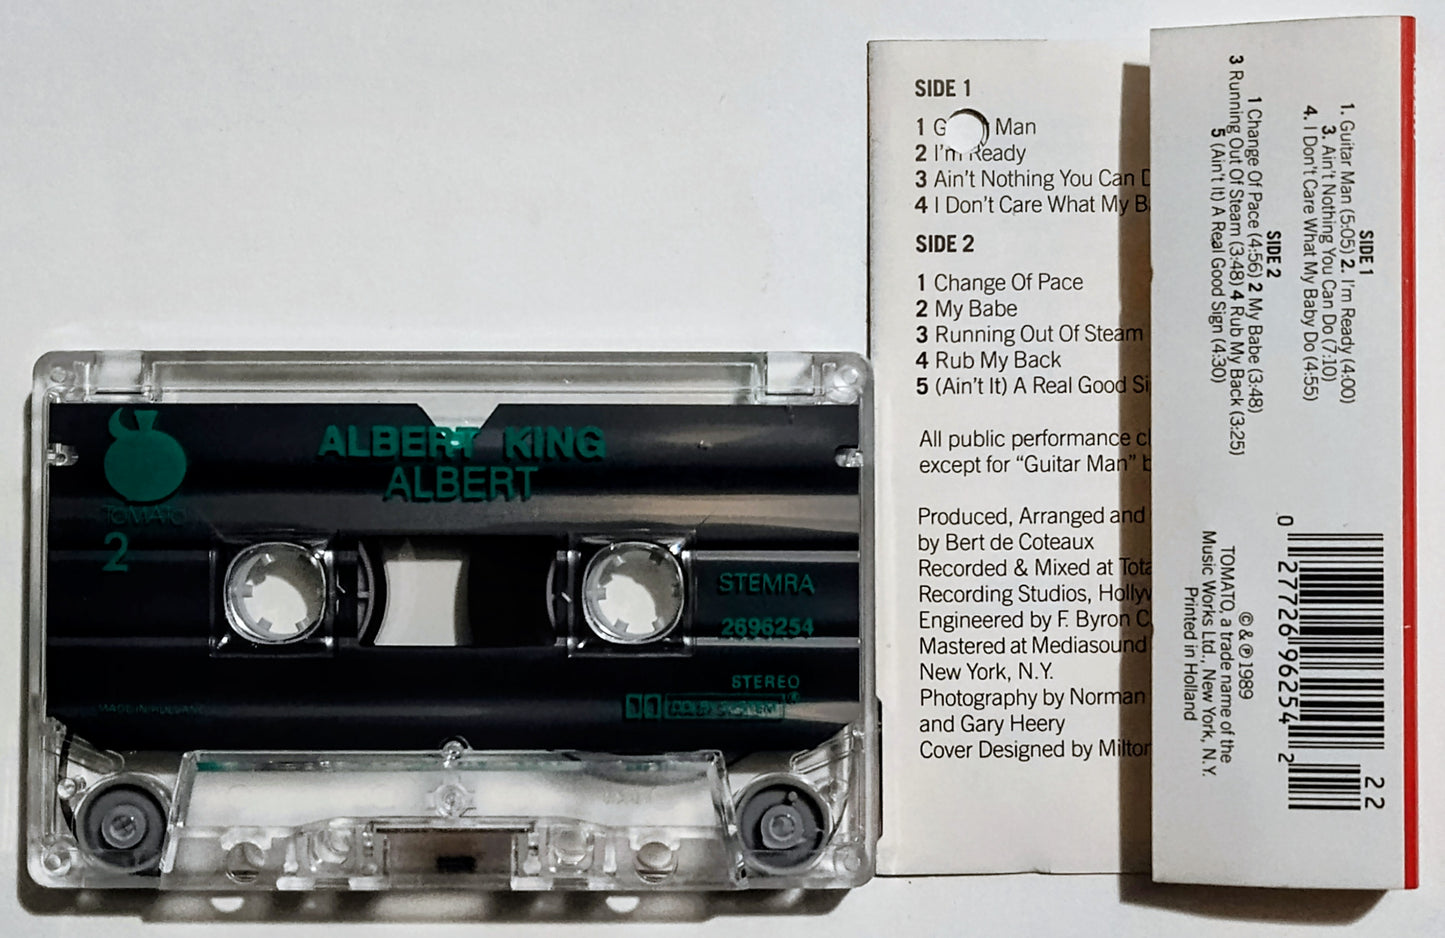 ALBERT KING
ALBERT
TOMATO
2
STEMRA
2696254
STEREO
MADE IN HOLLAND
SIDE 1
1 G Man
2 I'm Ready
3 Ain't Nothing You Can
4 I Don't Care What My
SIDE 2
1 Change Of Pace
2 My Babe
3 Running Out Of Steam
4 Rub My Back
5 (Ain't It) A Real Good Si
All public performance cl
except for “Guitar Man” b
Produced, Arranged and
by Bert de Coteaux
Recorded & Mixed at Tota
Recording Studios, Hollyw
Engineered by F. Byron C
Mastered at Mediasound
New York, N.Y.
Photography by Norman
and Gary Heery
Cover Designed by Milton
SIDE 1
1. Guitar Man (5:05) 2. I'm Ready (4:00)
3. Ain't Nothing You Can Do (7:10)
4. I Don't Care What My Baby Do (4:55)
SIDE 2
1 Change Of Pace (4:56) 2 My Babe (3:48)
3 Running Out Of Steam (3:48) 4 Rub My Back (3:25)
5 (Ain't It) A Real Good Sign (4:30)
0 27726 96254 2
2 2
© & ℗ 1989
TOMATO, a trade name of the
Music Works Ltd., New York, N.Y.
Printed in Holland